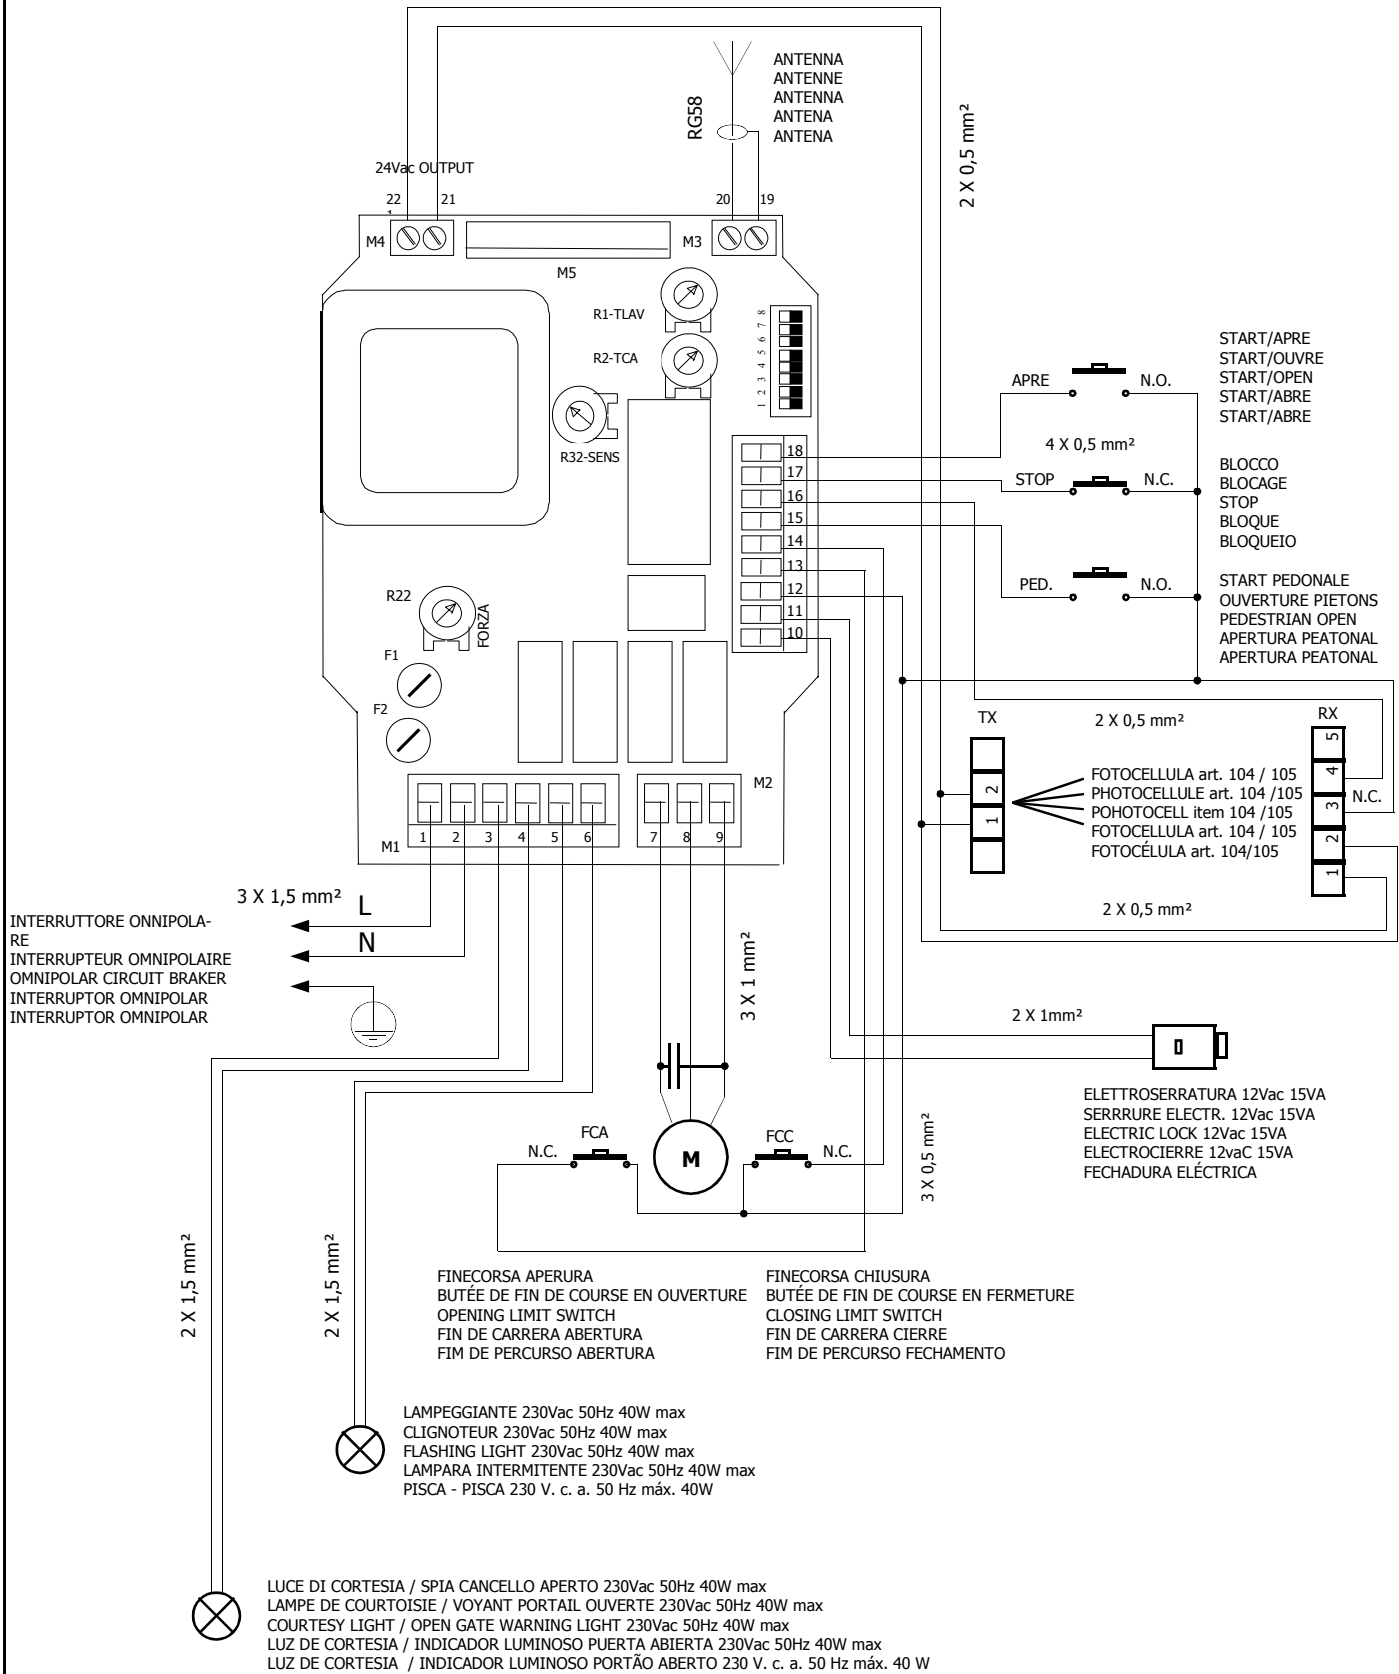 ANTENNA
ANTENNE
ANTENNA
ANTENA
ANTENA
RG58
2 X 0,5 mm²
24Vac OUTPUT
22
21
20
19
M4
M5
M3
R1-TLAV
R2-TCA
R32-SENS
8
7
6
5
4
3
2
1
START/APRE
START/OUVRE
START/OPEN
START/ABRE
START/ABRE
APRE
N.O.
4 X 0,5 mm²
18
17
16
15
14
13
12
11
10
STOP
N.C.
BLOCCO
BLOCAGE
STOP
BLOQUE
BLOQUEIO
PED.
N.O.
START PEDONALE
OUVERTURE PIETONS
PEDESTRIAN OPEN
APERTURA PEATONAL
APERTURA PEATONAL
R22
FORZA
F1
F2
TX
2 X 0,5 mm²
RX
2
1
5
4
3
2
1
N.C.
FOTOCELLULA art. 104 / 105
PHOTOCELLULE art. 104 /105
POHOTOCELL item 104 /105
FOTOCELLULA art. 104 / 105
FOTOCÉLULA art. 104/105
2 X 0,5 mm²
M2
M1
1
2
3
4
5
6
7
8
9
3 X 1,5 mm²
L
N
INTERRUTTORE ONNIPOLA-
RE
INTERRUPTEUR OMNIPOLAIRE
OMNIPOLAR CIRCUIT BRAKER
INTERRUPTOR OMNIPOLAR
INTERRUPTOR OMNIPOLAR
3 X 1 mm²
2 X 1mm²
ELETTROSERRATURA 12Vac 15VA
SERRRURE ELECTR. 12Vac 15VA
ELECTRIC LOCK 12Vac 15VA
ELECTROCIERRE 12vaC 15VA
FECHADURA ELÉCTRICA
FCA
N.C.
M
FCC
N.C.
3 X 0,5 mm²
2 X 1,5 mm²
2 X 1,5 mm²
FINECORSA APERURA
BUTÉE DE FIN DE COURSE EN OUVERTURE
OPENING LIMIT SWITCH
FIN DE CARRERA ABERTURA
FIM DE PERCURSO ABERTURA
FINECORSA CHIUSURA
BUTÉE DE FIN DE COURSE EN FERMETURE
CLOSING LIMIT SWITCH
FIN DE CARRERA CIERRE
FIM DE PERCURSO FECHAMENTO
LAMPEGGIANTE 230Vac 50Hz 40W max
CLIGNOTEUR 230Vac 50Hz 40W max
FLASHING LIGHT 230Vac 50Hz 40W max
LAMPARA INTERMITENTE 230Vac 50Hz 40W max
PISCA - PISCA 230 V. c. a. 50 Hz máx. 40W
LUCE DI CORTESIA / SPIA CANCELLO APERTO 230Vac 50Hz 40W max
LAMPE DE COURTOISIE / VOYANT PORTAIL OUVERTE 230Vac 50Hz 40W max
COURTESY LIGHT / OPEN GATE WARNING LIGHT 230Vac 50Hz 40W max
LUZ DE CORTESIA / INDICADOR LUMINOSO PUERTA ABIERTA 230Vac 50Hz 40W max
LUZ DE CORTESIA / INDICADOR LUMINOSO PORTÃO ABERTO 230 V. c. a. 50 Hz máx. 40 W